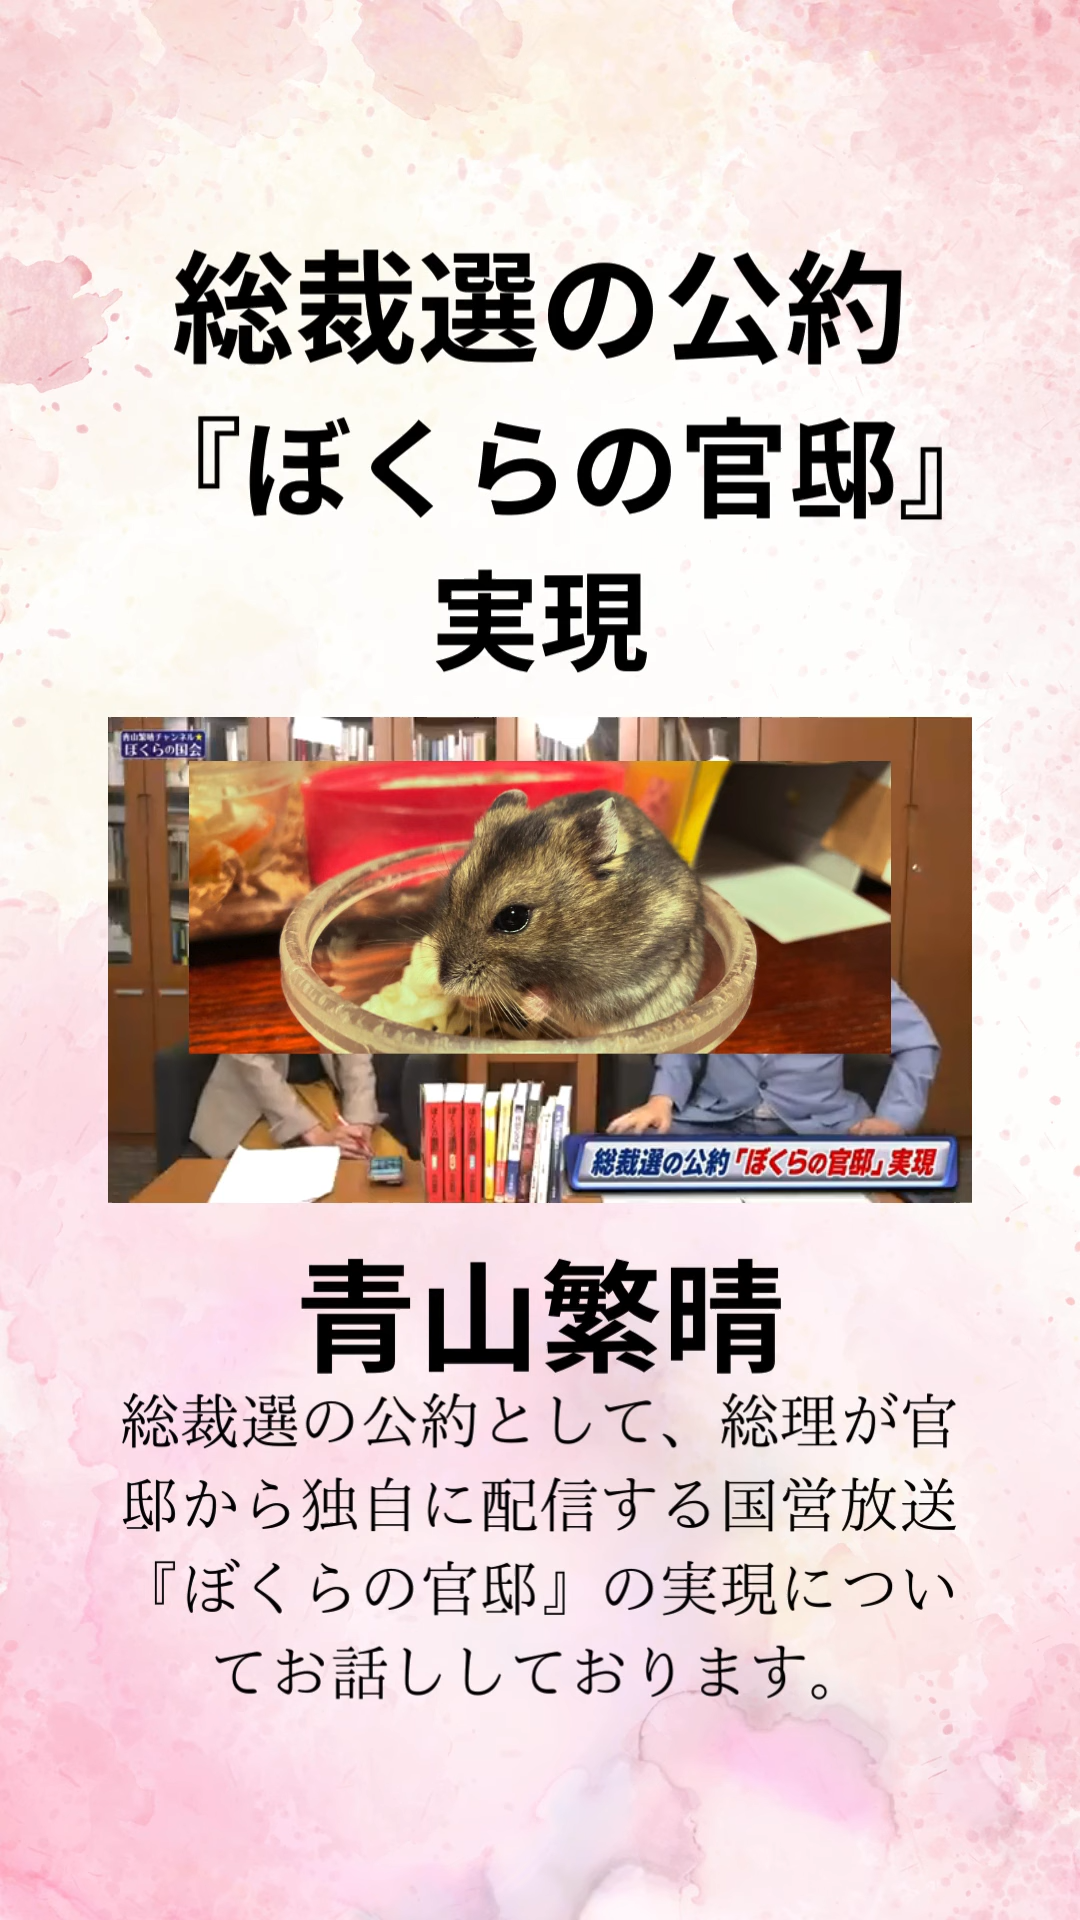 総裁選の公約
『ぼくらの官邸』
実現
青山繁晴チャンネル★
ぼくらの国会
総裁選の公約「ぼくらの官邸」実現
青山繁晴
総裁選の公約として、総理が官
邸から独自に配信する国営放送
『ぼくらの官邸』の実現につい
てお話ししております。